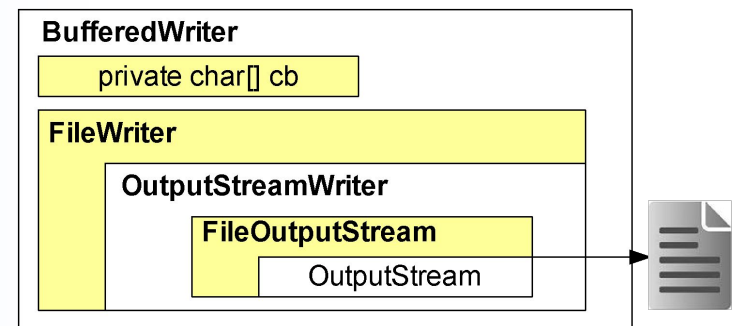 BufferedWriter
private char[] cb
FileWriter
OutputStreamWriter
FileOutputStream
OutputStream